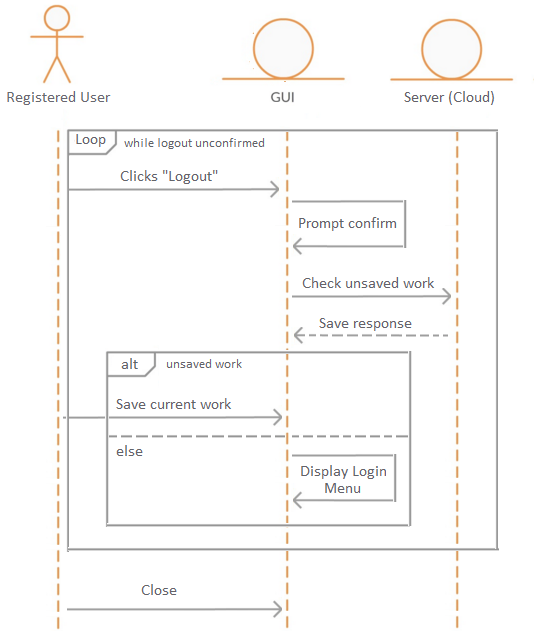 Registered User
GUI
Server (Cloud)
Loop
while logout unconfirmed
Clicks "Logout"
Prompt confirm
Check unsaved work
Save response
alt
unsaved work
Save current work
else
Display Login
Menu
Close